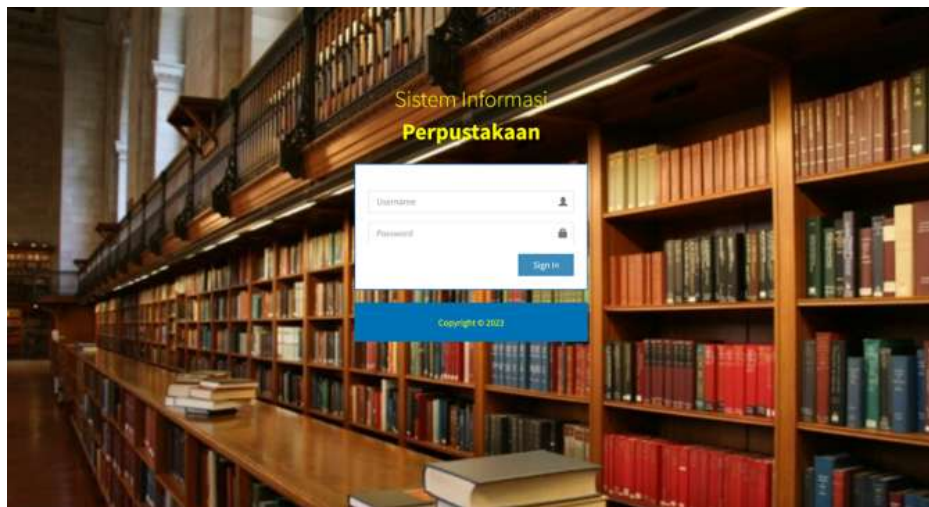 Sistem Informasi
Perpustakaan
Username
Password
Sign In
Copyright © 2023